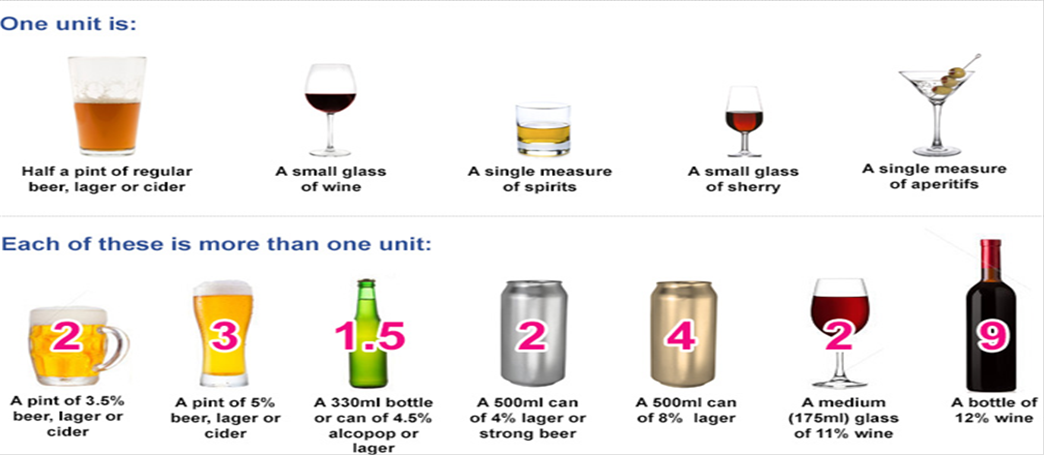 One unit is:
Half a pint of regular
beer, lager or cider
A small glass
of wine
A single measure
of spirits
A small glass
of sherry
A single measure
of aperitifs
Each of these is more than one unit:
2
3
1.5
2
4
2
9
A pint of 3.5%
beer, lager or
cider
A pint of 5%
beer, lager or
cider
A 330ml bottle
or can of 4.5%
alcopop or
lager
A 500ml can
of 4% lager or
strong beer
A 500ml can
of 8% lager
A medium
(175ml) glass
of 11% wine
A bottle of
12% wine